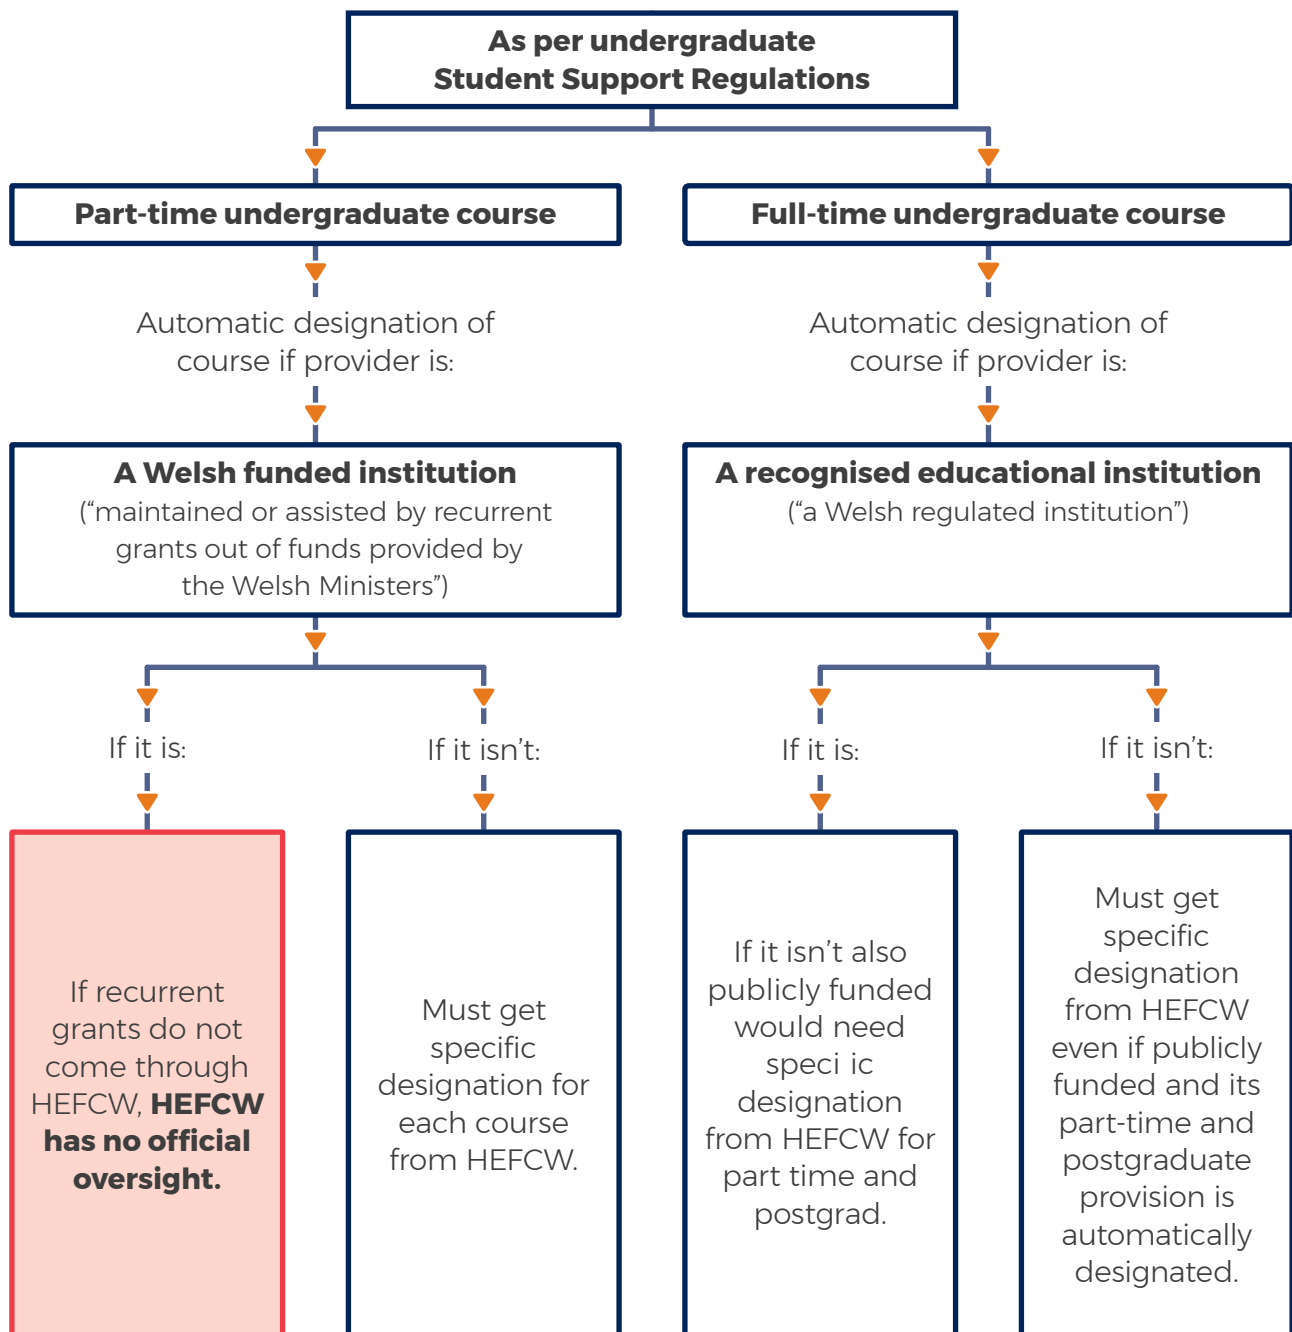 As per undergraduate
Student Support Regulations
Part-time undergraduate course
Full-time undergraduate course
Automatic designation of
course if provider is:
Automatic designation of
course if provider is:
A Welsh funded institution
(“maintained or assisted by recurrent
grants out of funds provided by
the Welsh Ministers”)
A recognised educational institution
(“a Welsh regulated institution”)
If it is:
If it isn’t:
If it is:
If it isn’t:
If recurrent
grants do not
come through
HEFCW, HEFCW
has no official
oversight.
Must get
specific
designation for
each course
from HEFCW.
If it isn’t also
publicly funded
would need
speci ic
designation
from HEFCW for
part time and
postgrad.
Must get
specific
designation
from HEFCW
even if publicly
funded and its
part-time and
postgraduate
provision is
automatically
designated.